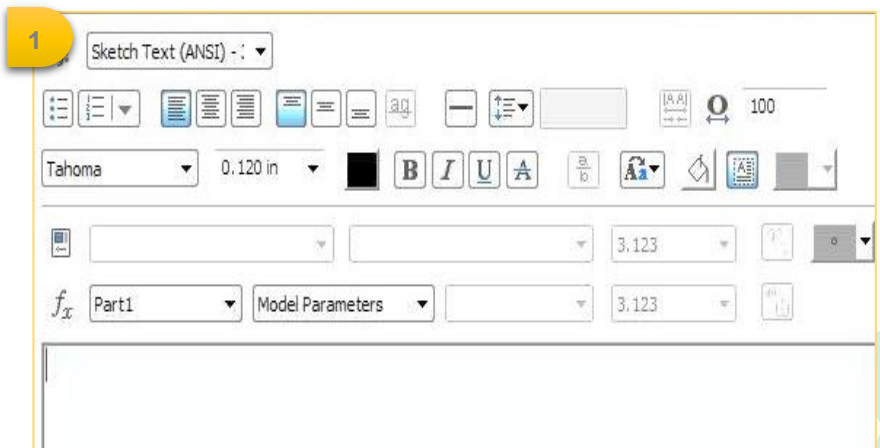 1
Sketch Text (ANSI) - :
ag A A 100
Tahoma 0.120 in B I U A a b A a A
3.123
fx Part1 Model Parameters 3.123